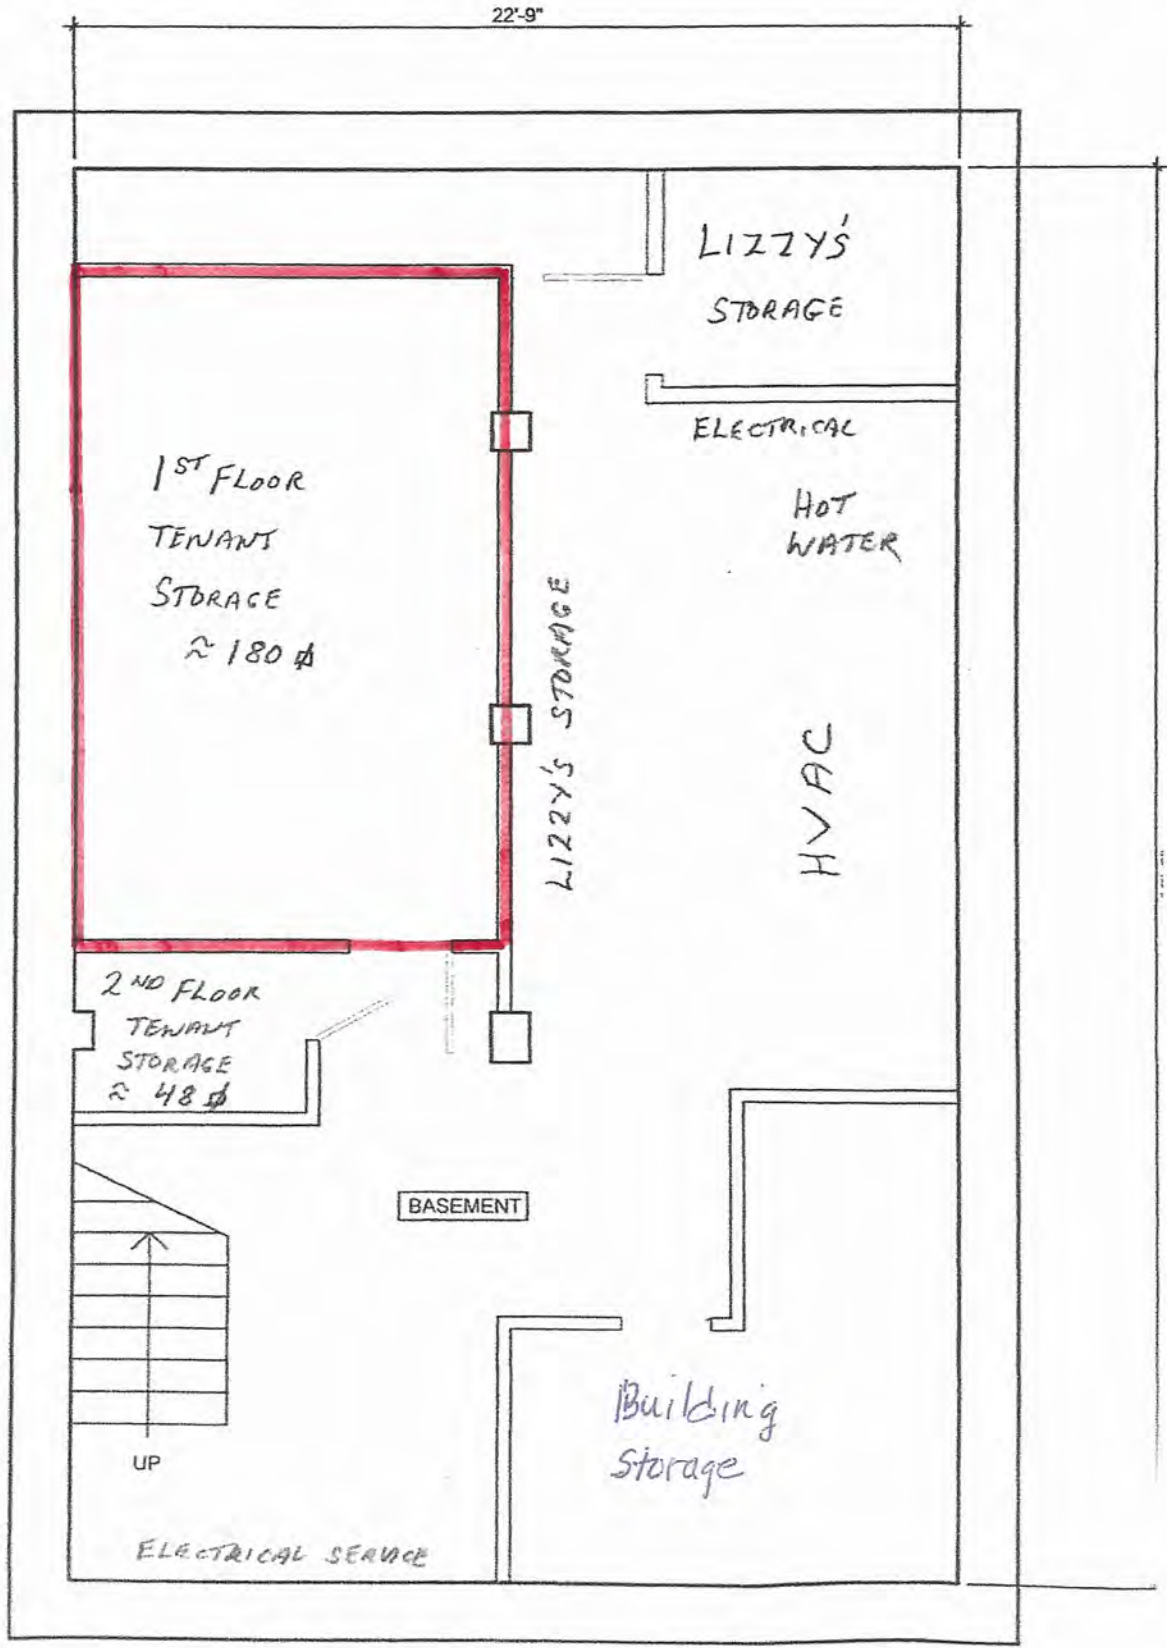 22'-9"
LIZZY'S
STORAGE
ELECTRICAL
HOT
WATER
1ST FLOOR
TENANT
STORAGE
≈ 180 ⌀
LIZZY'S STORAGE
HVAC
2ND FLOOR
TENANT
STORAGE
≈ 48 ⌀
BASEMENT
UP
Building
Storage
ELECTRICAL SERVICE